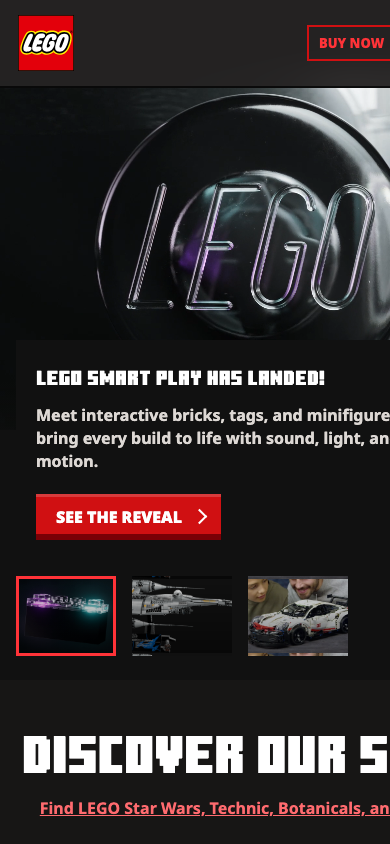 LEGO
BUY NOW
LEGO
LEGO SMART PLAY HAS LANDED!
Meet interactive bricks, tags, and minifigure
bring every build to life with sound, light, an
motion.
SEE THE REVEAL
DISCOVER OUR S
Find LEGO Star Wars, Technic, Botanicals, an